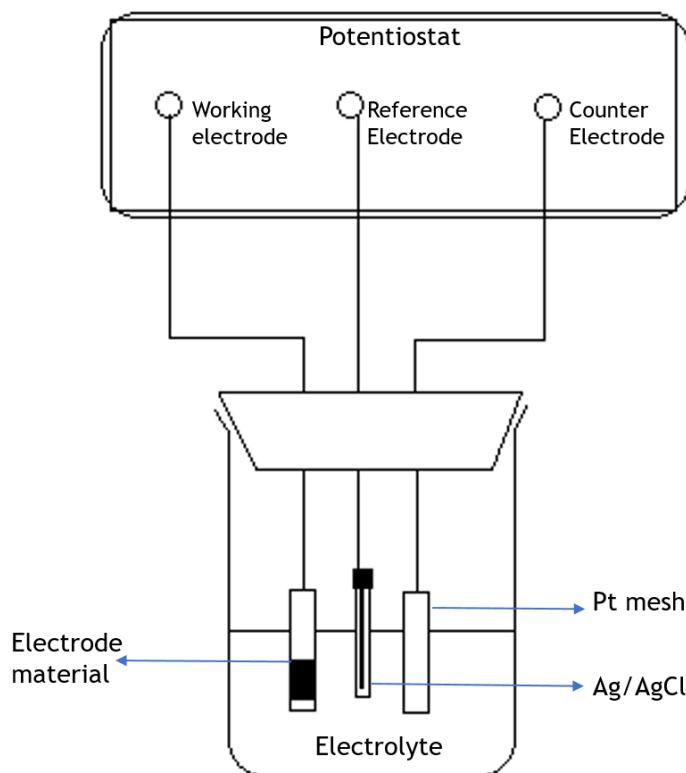 Potentiostat
Working
electrode
Reference
Electrode
Counter
Electrode
Pt mesh
Electrode
material
Ag/AgCl
Electrolyte